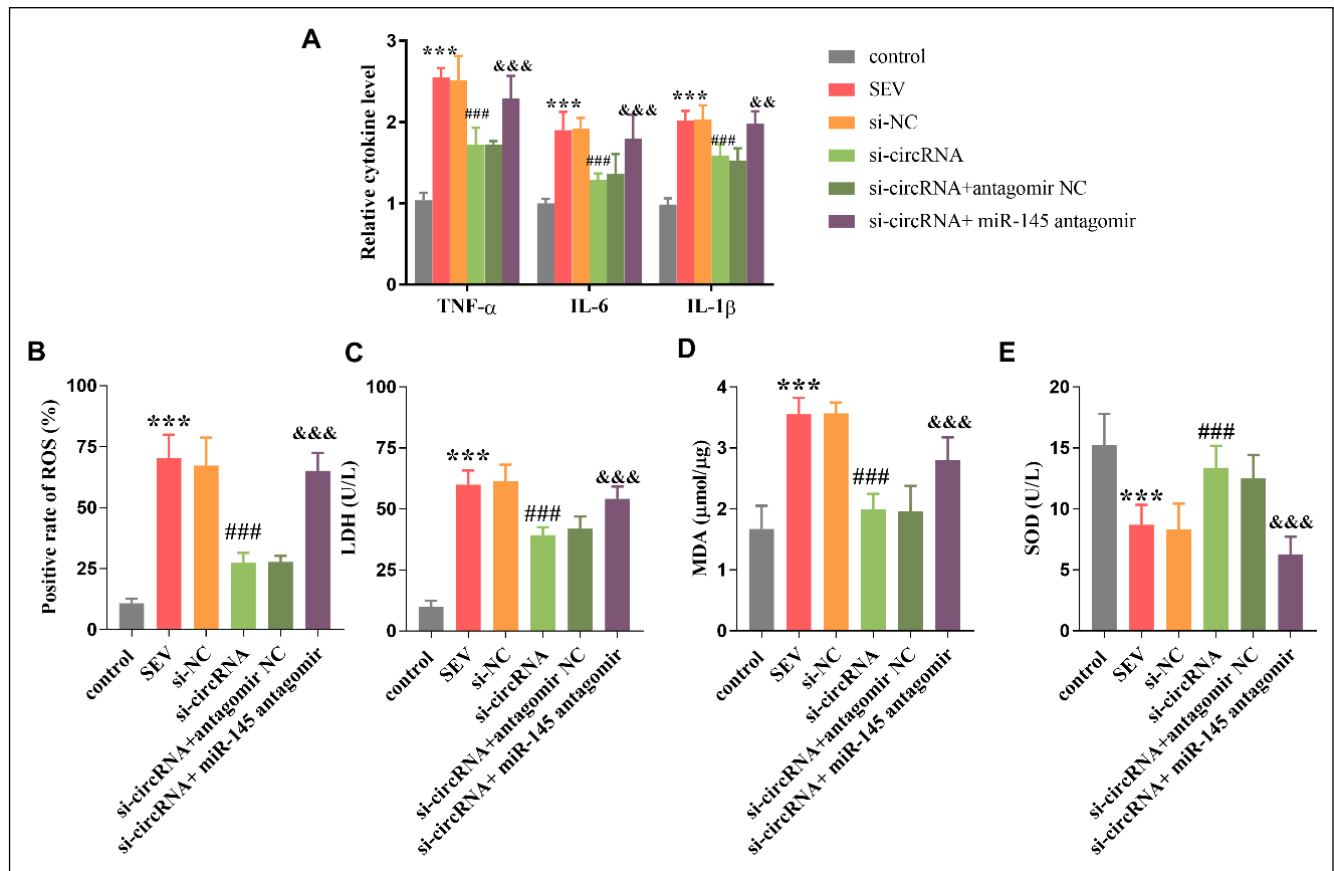 A
Relative cytokine level
3
2
1
0
*** &&& ###
*** &&& ###
*** && ###
TNF-α IL-6 IL-1β
control
SEV
si-NC
si-circRNA
si-circRNA+antagomir NC
si-circRNA+ miR-145 antagomir
B
Positive rate of ROS (%)
100
75
50
25
0
***
###
&&&
control
SEV
si-NC
si-circRNA
si-circRNA+antagomir NC
si-circRNA+ miR-145 antagomir
C
LDH (U/L)
100
75
50
25
0
***
###
&&&
control
SEV
si-NC
si-circRNA
si-circRNA+antagomir NC
si-circRNA+ miR-145 antagomir
D
MDA (μmol/μg)
4
3
2
1
0
***
###
&&&
control
SEV
si-NC
si-circRNA
si-circRNA+antagomir NC
si-circRNA+ miR-145 antagomir
E
SOD (U/L)
20
15
10
5
0
***
###
&&&
control
SEV
si-NC
si-circRNA
si-circRNA+antagomir NC
si-circRNA+ miR-145 antagomir